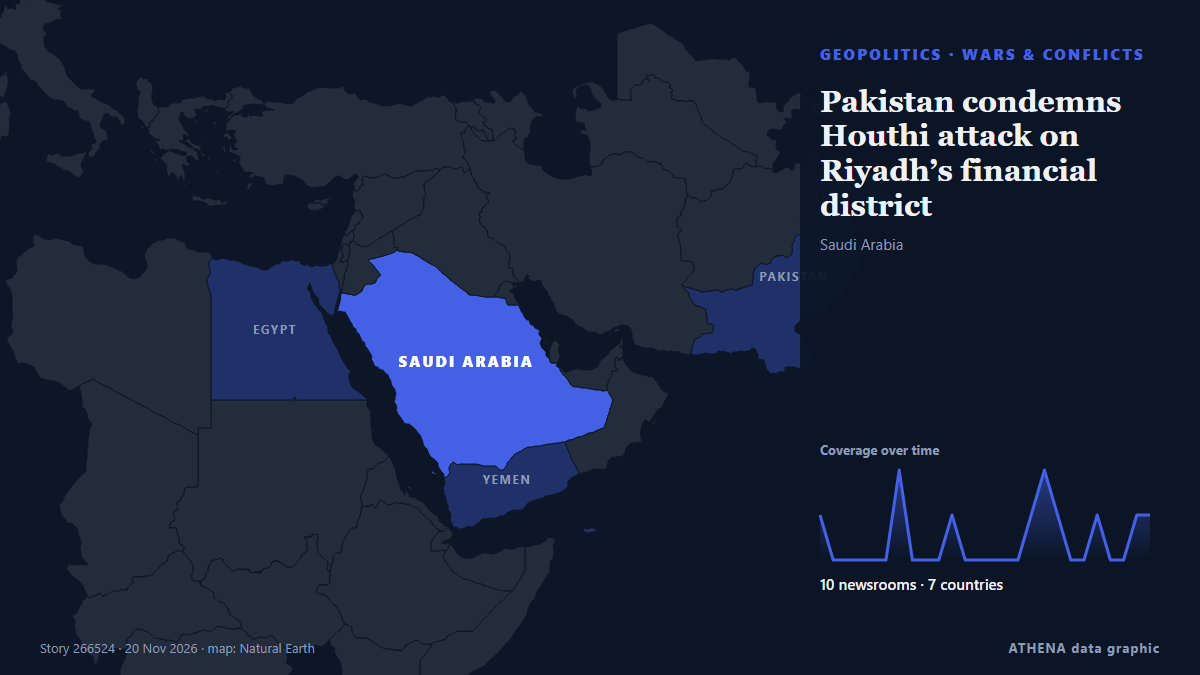 GEOPOLITICS · WARS & CONFLICTS
Pakistan condemns
Houthi attack on
Riyadh’s financial
district
Saudi Arabia
PAKISTAN
EGYPT
SAUDI ARABIA
YEMEN
Coverage over time
10 newsrooms · 7 countries
Story 266524 · 20 Nov 2026 · map: Natural Earth
ATHENA data graphic